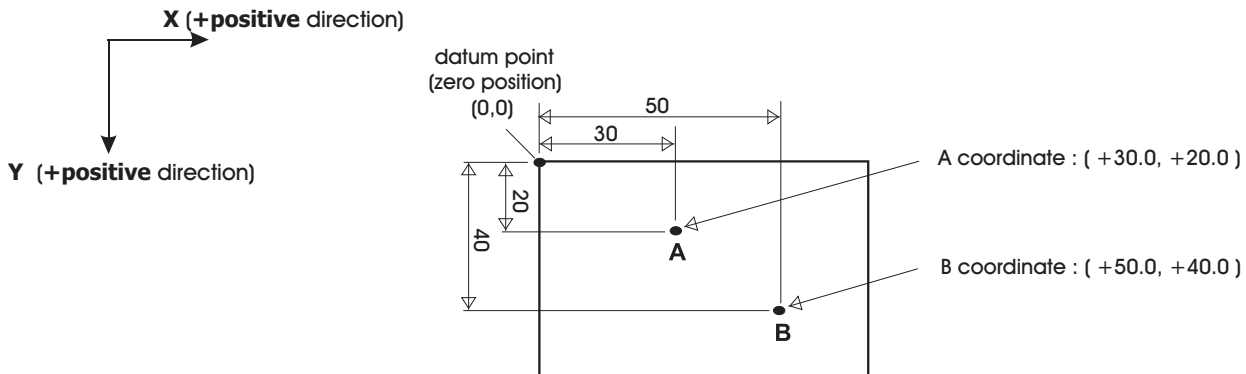 X (+positive direction)
Y (+positive direction)
datum point
(zero position)
(0,0)
50
30
20
40
A
B
A coordinate : ( +30.0, +20.0 )
B coordinate : ( +50.0, +40.0 )